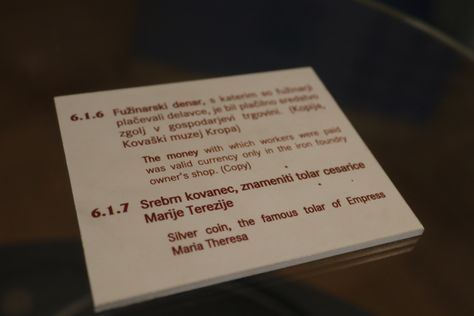 6.1.6 Fužinarski denar, s katerim so fužinarji
plačevali delavce, je bil plačilno sredstvo
zgolj v gospodarjevi trgovini. (Kopije,
Kovaški muzej Kropa)
The money with which workers were paid
was valid currency only in the iron foundry
owner's shop. (Copy)
6.1.7 Srebrn kovanec, znameniti tolar cesarice
Marije Terezije
Silver coin, the famous tolar of Empress
Maria Theresa